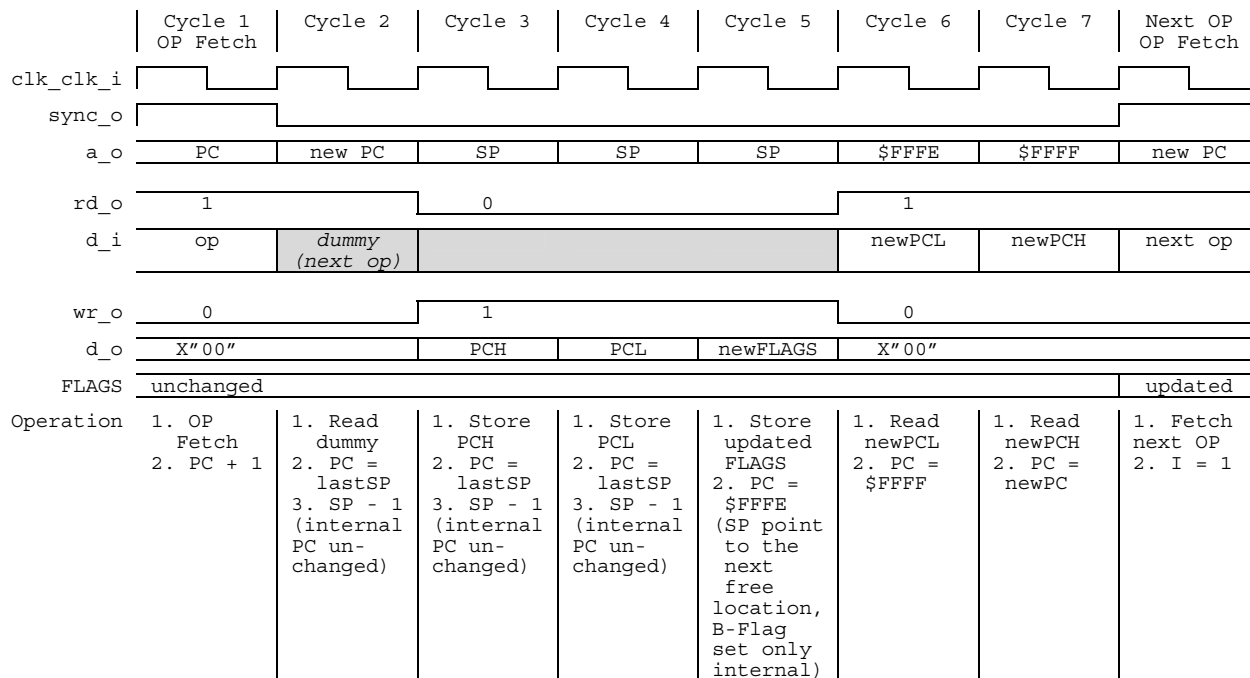 Cycle 1 Cycle 2 Cycle 3 Cycle 4 Cycle 5 Cycle 6 Cycle 7 Next OP
OP Fetch OP Fetch
clk_clk_i
sync_o
a_o PC new PC SP SP SP $FFFE $FFFF new PC
rd_o 1 0 1
d_i op dummy newPCL newPCH next op
(next op)
wr_o 0 1 0
d_o X"00" PCH PCL newFLAGS X"00"
FLAGS unchanged updated
Operation 1. OP 1. Read 1. Store 1. Store 1. Store 1. Read 1. Read 1. Fetch
Fetch dummy PCH PCL updated newPCL newPCH next OP
2. PC + 1 2. PC = 2. PC = 2. PC = FLAGS 2. PC = 2. PC = 2. I = 1
lastSP lastSP lastSP 2. PC = $FFFF newPC
3. SP - 1 3. SP - 1 3. SP - 1 $FFFE
(internal (internal (internal (SP point
PC un- PC un- PC un- to the
changed) changed) changed) next
free
location,
B-Flag
set only
internal)